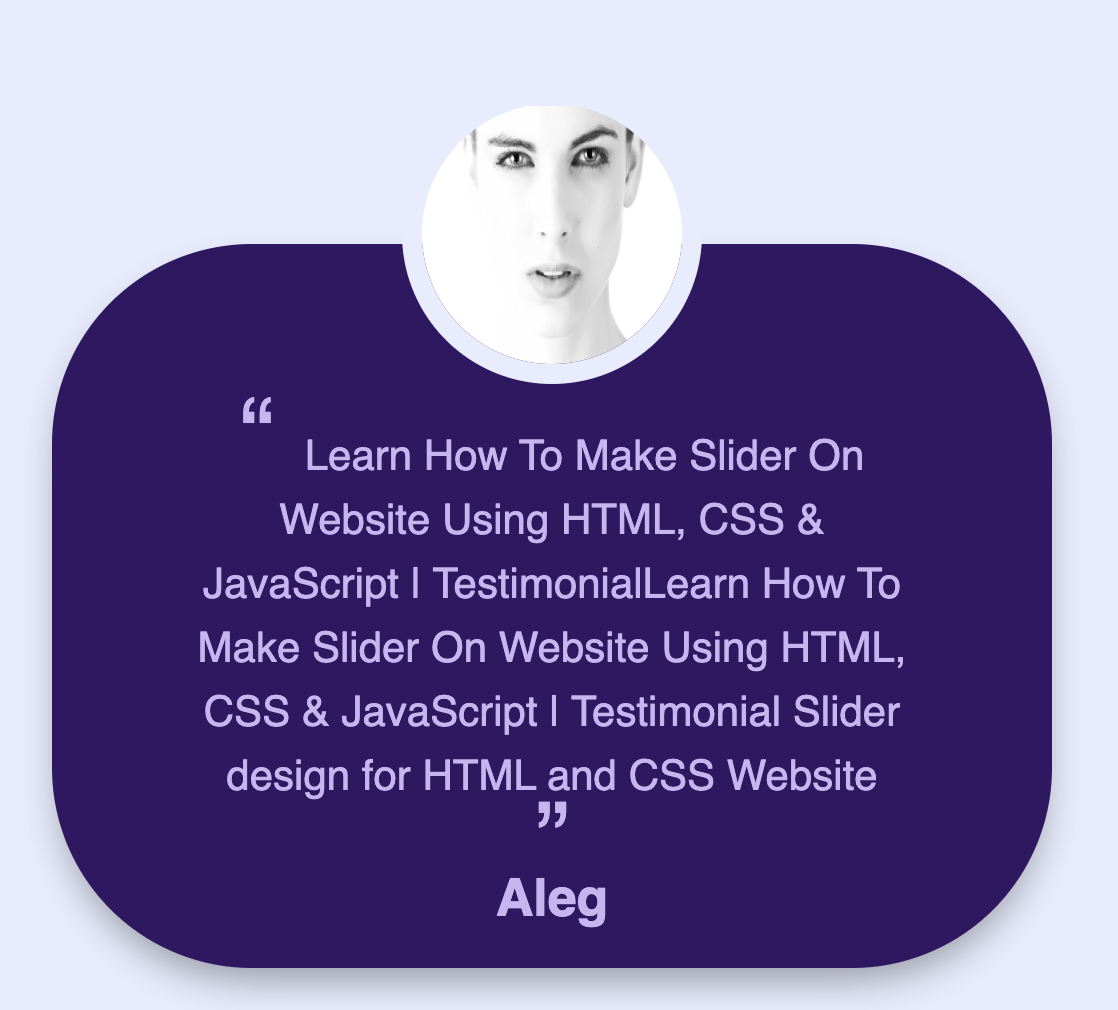 “
Learn How To Make Slider On
Website Using HTML, CSS &
JavaScript | TestimonialLearn How To
Make Slider On Website Using HTML,
CSS & JavaScript | Testimonial Slider
design for HTML and CSS Website
”
Aleg